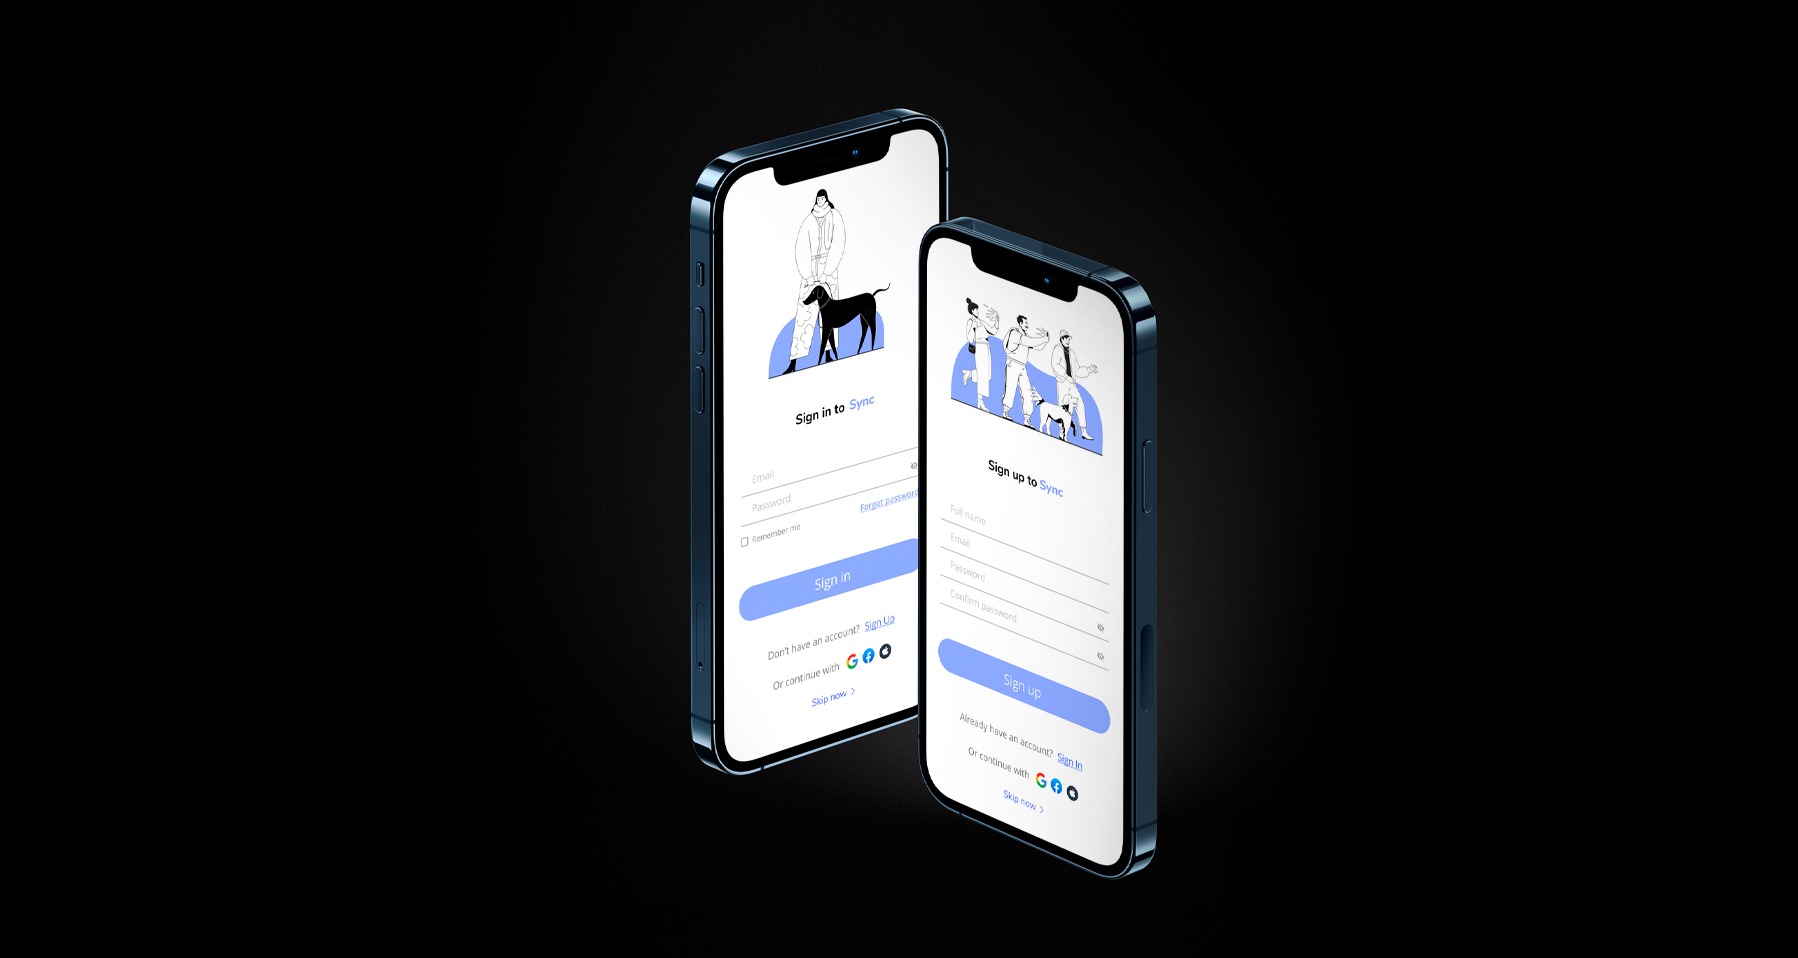 Sign in to Sync
Email
Password
Forgot password
Remember me
Sign in
Don't have an account? Sign Up
Or continue with
Skip now
Sign up to Sync
Full name
Email
Password
Confirm password
Sign up
Already have an account? Sign In
Or continue with
Skip now